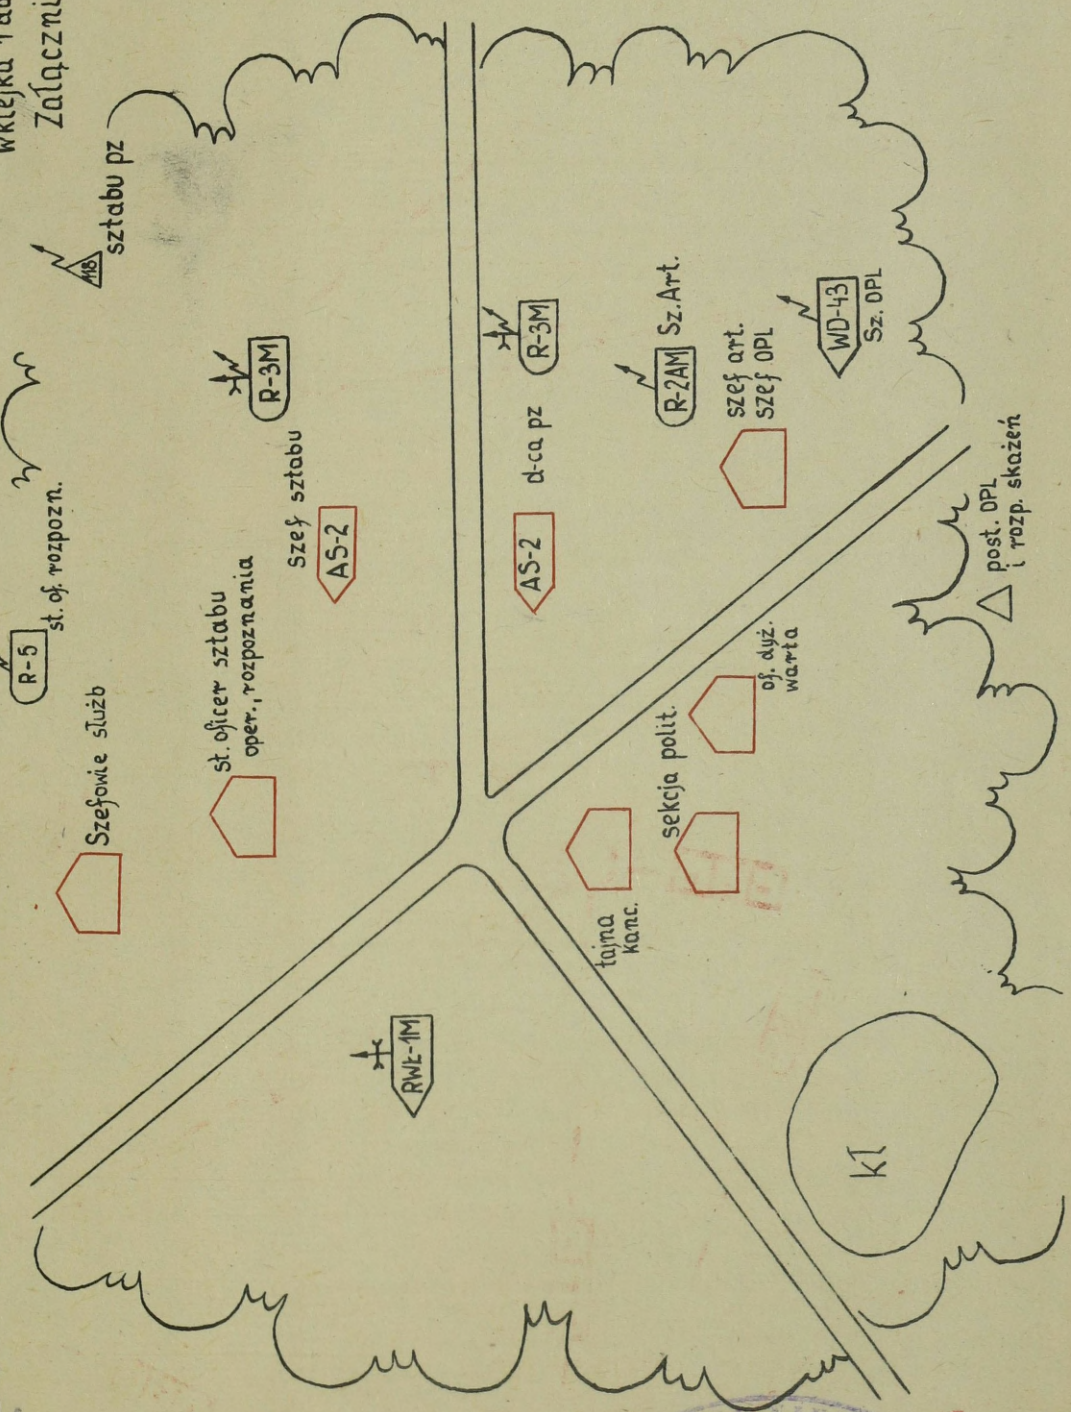 Załączni
sztabu pz
R-5
st. of. rozpozn.
R-3M
Szefowie służb
st. oficer sztabu
oper., rozpoznania
szef sztabu
AS-2
R-3M
d-ca pz
AS-2
R-2AM
Sz. Art.
szef art.
szef OPL
WD-43
Sz. OPL
RWŁ-1M
tajna
kanc.
sekcja polit.
of. dyż.
warta
post. OPL
i rozp. skażeń
kł